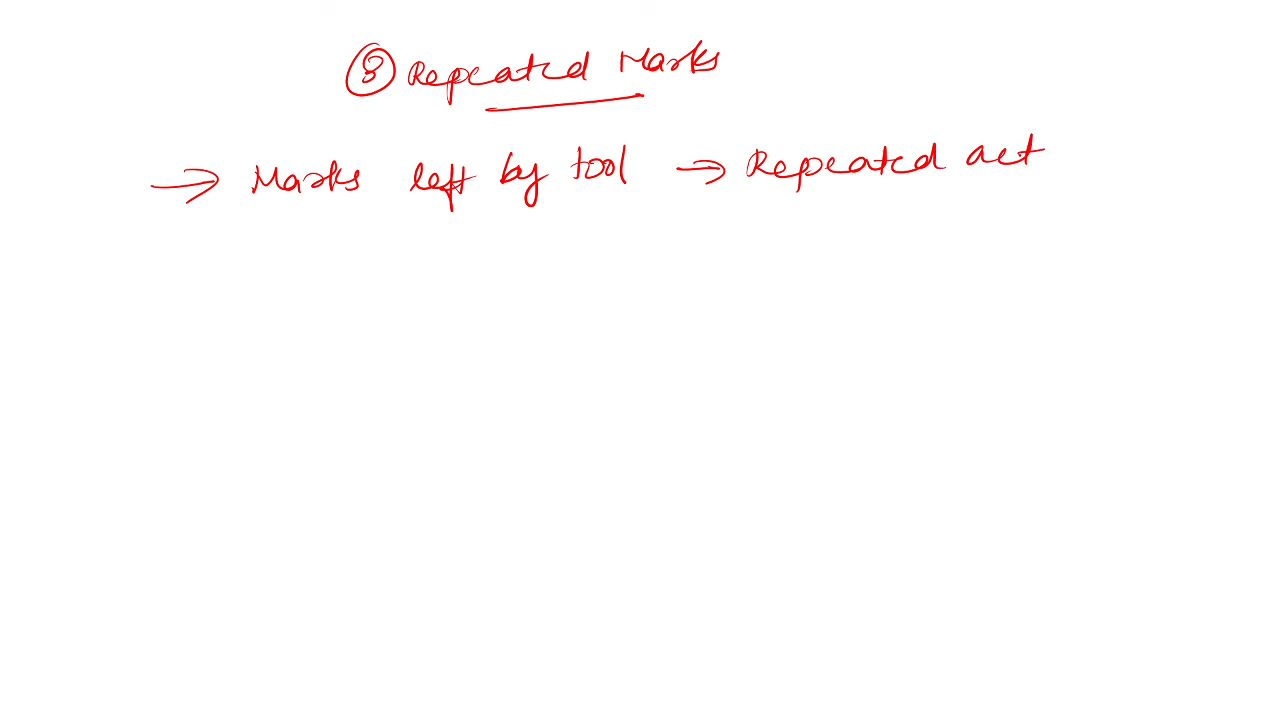 ⑧ Repeated Marks
→ Marks left by tool → Repeated act